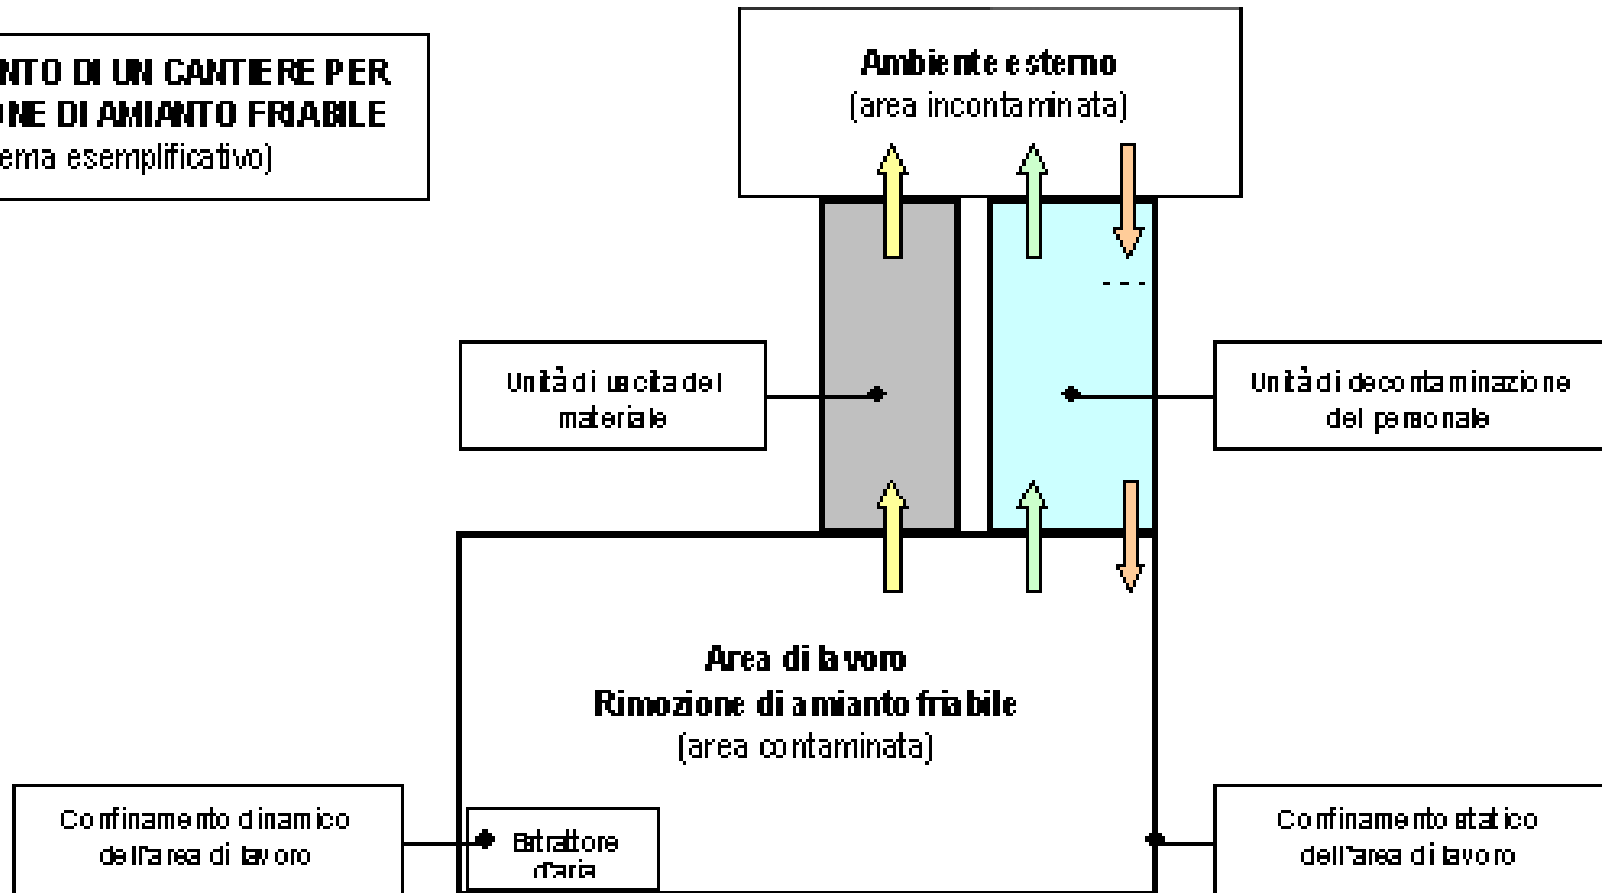 NTO DI UN CANTIERE PER
ONE DI AMIANTO FRIABILE
ema esemplificativo)
Ambiente esterno
(area incontaminata)
Unità di uscita del
materiale
Unità di decontaminazione
del personale
Area di lavoro
Rimozione di amianto friabile
(area contaminata)
Confinamento dinamico
dell'area di lavoro
Estrattore
d'aria
Confinamento statico
dell'area di lavoro